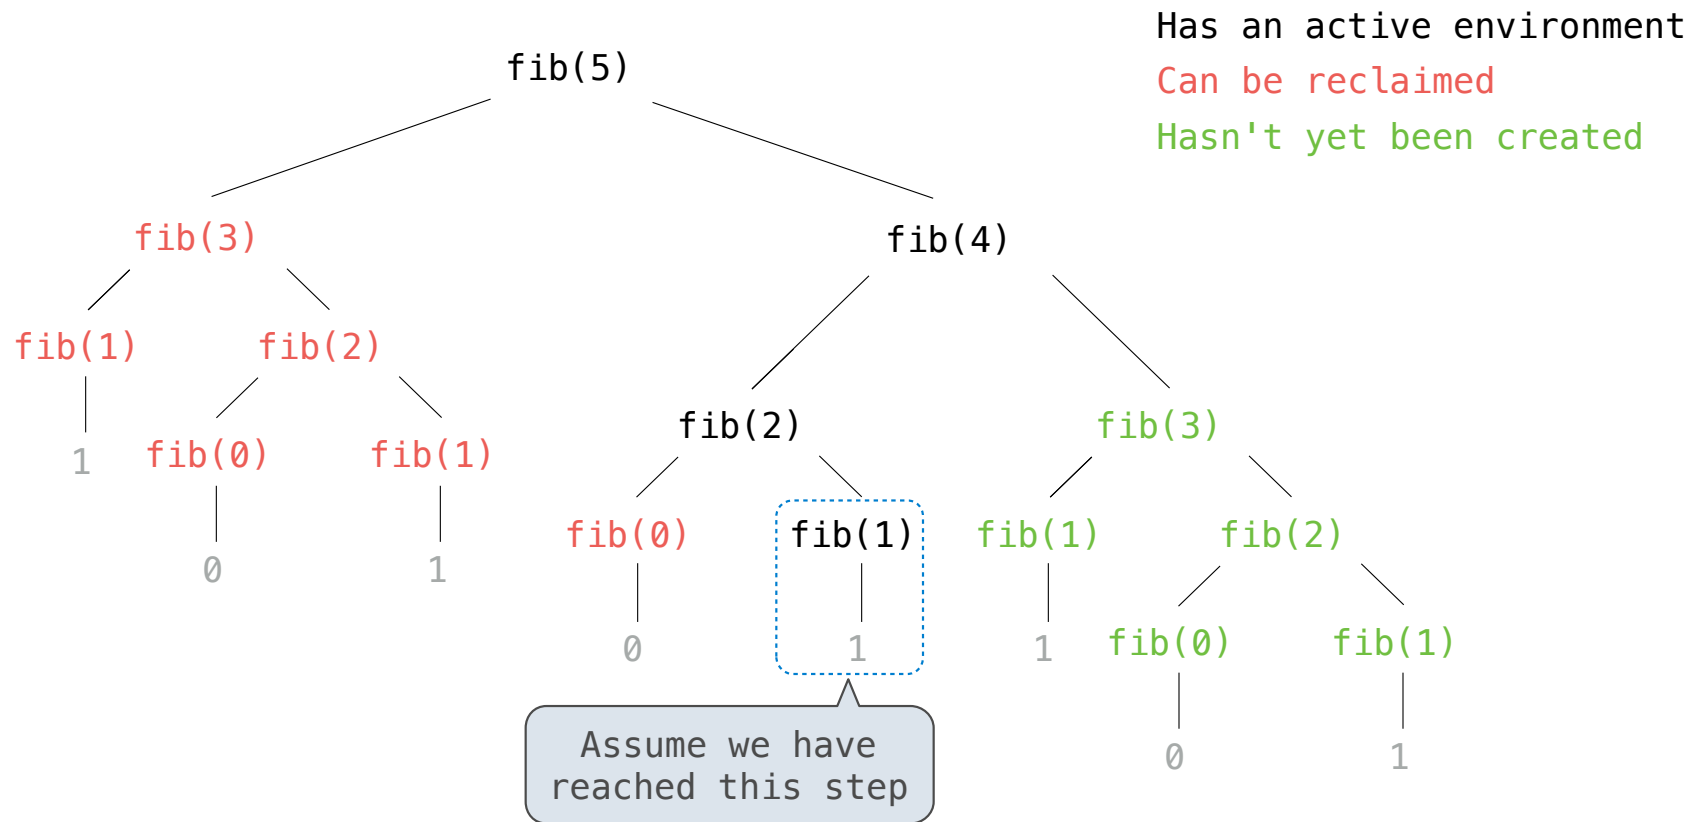 Has an active environment
Can be reclaimed
Hasn't yet been created
fib(5)
fib(3)
fib(4)
fib(1)
fib(2)
fib(2)
fib(3)
1
fib(0)
fib(1)
fib(0)
fib(1)
fib(1)
fib(2)
0
1
0
1
1
fib(0)
fib(1)
0
1
Assume we have
reached this step